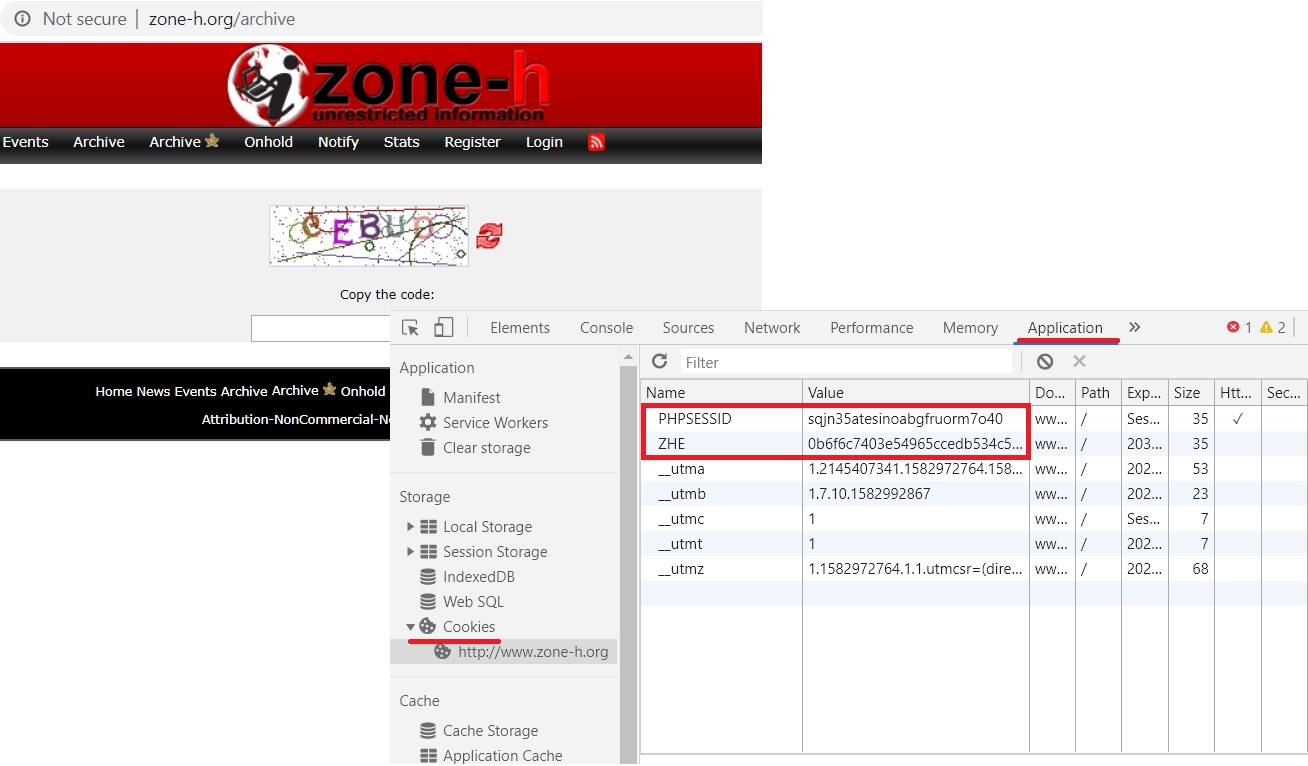 Not secure | zone-h.org/archive
zone-h
unrestricted information
Events Archive Archive Onhold Notify Stats Register Login
Copy the code:
Home News Events Archive Archive Onhold
Attribution-NonCommercial-No
Elements Console Sources Network Performance Memory Application » 1 2
Application
Manifest
Service Workers
Clear storage
Storage
Local Storage
Session Storage
IndexedDB
Web SQL
Cookies
http://www.zone-h.org
Cache
Cache Storage
Application Cache
Filter
Name Value Do... Path Exp... Size Htt... Sec...
PHPSESSID sqjn35atesinoabgfruorm7o40 ww... / Ses... 35 ✓
ZHE 0b6f6c7403e54965ccedb534c5... ww... / 203... 35
__utma 1.2145407341.1582972764.158... ww... / 202... 53
__utmb 1.7.10.1582992867 ww... / 202... 23
__utmc 1 ww... / Ses... 7
__utmt 1 ww... / 202... 7
__utmz 1.1582972764.1.1.utmcsr=(dire... ww... / 202... 68